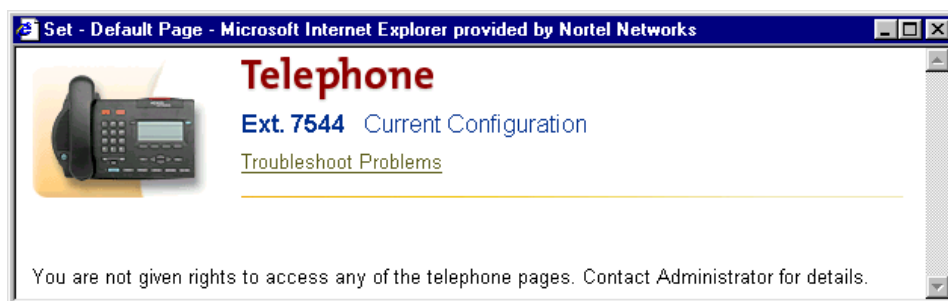 Set - Default Page - Microsoft Internet Explorer provided by Nortel Networks
Telephone
Ext. 7544 Current Configuration
Troubleshoot Problems
You are not given rights to access any of the telephone pages. Contact Administrator for details.